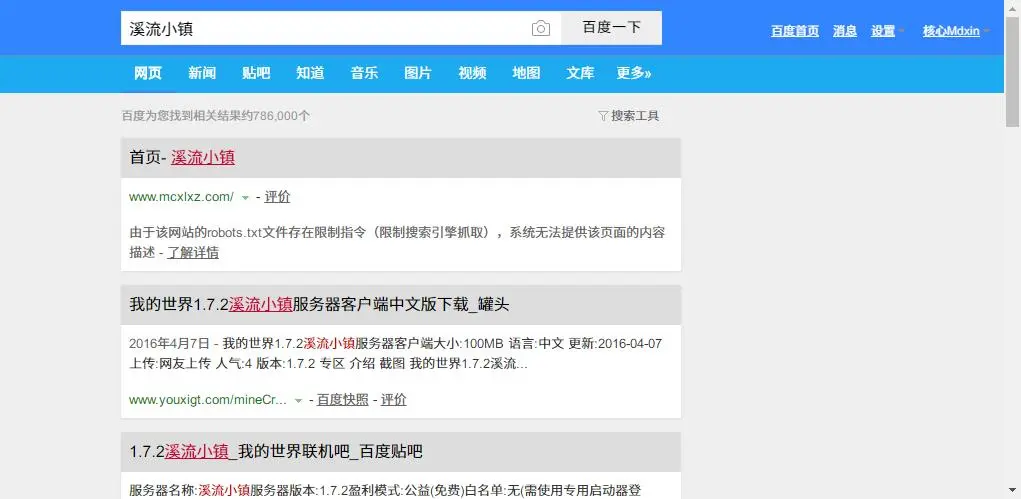 溪流小镇
百度一下
百度首页 消息 设置 核心Mdxin
网页 新闻 贴吧 知道 音乐 图片 视频 地图 文库 更多»
百度为您找到相关结果约786,000个
搜索工具
首页- 溪流小镇
www.mcxlxz.com/ - 评价
由于该网站的robots.txt文件存在限制指令（限制搜索引擎抓取），系统无法提供该页面的内容
描述 - 了解详情
我的世界1.7.2溪流小镇服务器客户端中文版下载_罐头
2016年4月7日 - 我的世界1.7.2溪流小镇服务器客户端大小:100MB 语言:中文 更新:2016-04-07
上传:网友上传 人气:4 版本:1.7.2 专区 介绍 截图 我的世界1.7.2溪流...
www.youxigt.com/mineCr... - 百度快照 - 评价
1.7.2溪流小镇_我的世界联机吧_百度贴吧
服务器名称:溪流小镇服务器版本:1.7.2盈利模式:公益(免费)白名单:无(需使用专用启动器登